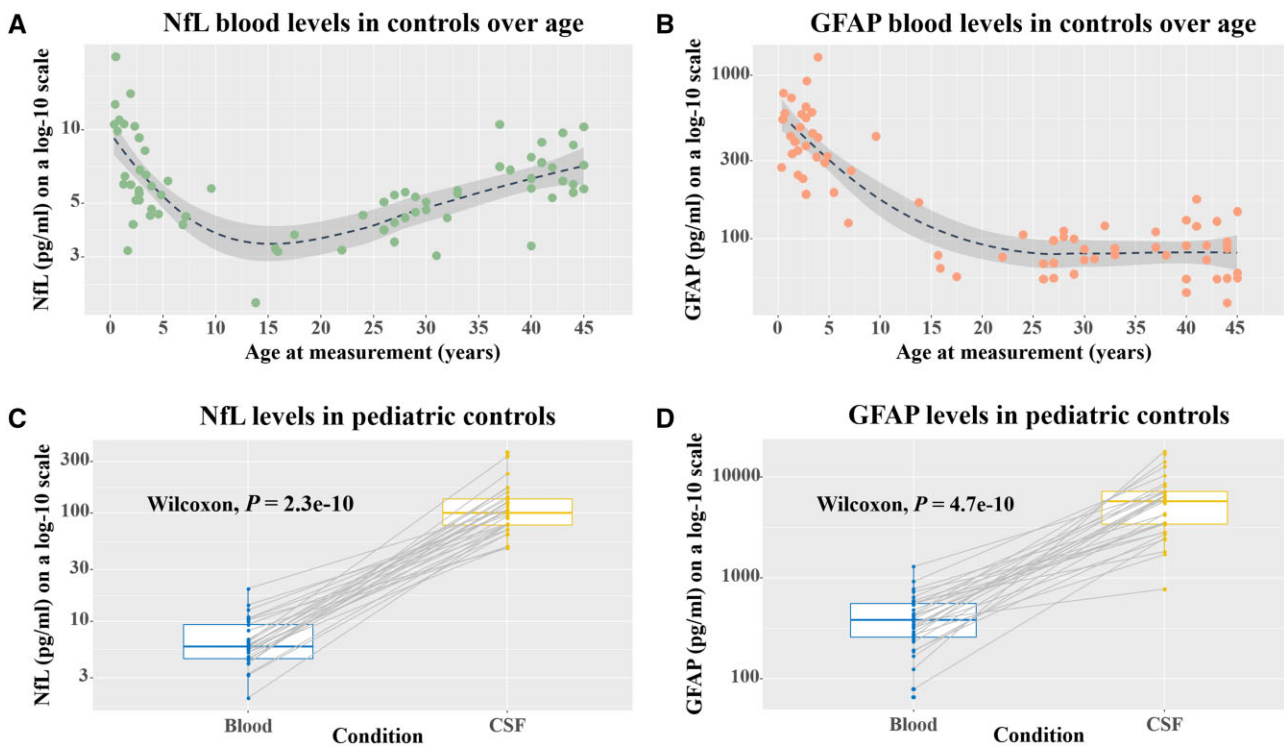 A
NfL blood levels in controls over age
NfL (pg/ml) on a log-10 scale
10
5
3
0 5 10 15 20 25 30 35 40 45
Age at measurement (years)
B
GFAP blood levels in controls over age
GFAP (pg/ml) on a log-10 scale
1000
300
100
0 5 10 15 20 25 30 35 40 45
Age at measurement (years)
C
NfL levels in pediatric controls
NfL (pg/ml) on a log-10 scale
300
100
30
10
3
Wilcoxon, P = 2.3e-10
Blood CSF
Condition
D
GFAP levels in pediatric controls
GFAP (pg/ml) on a log-10 scale
10000
1000
100
Wilcoxon, P = 4.7e-10
Blood CSF
Condition